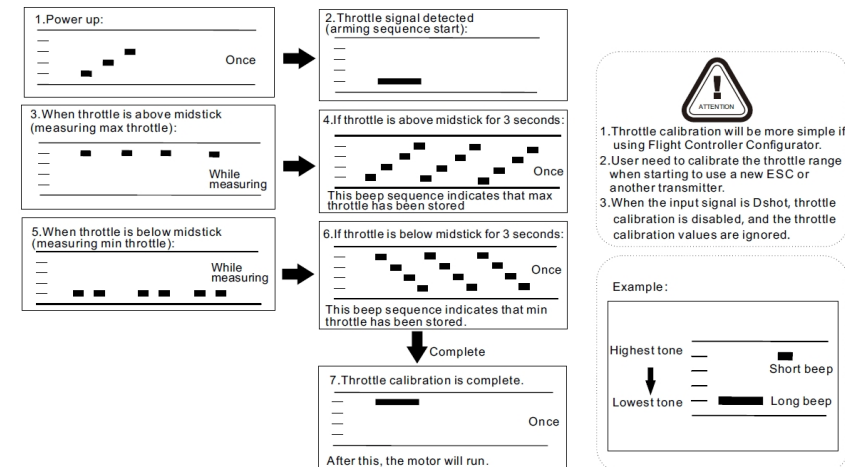 1.Power up:
Once
2.Throttle signal detected
(arming sequence start):
3.When throttle is above midstick
(measuring max throttle):
While
measuring
4.If throttle is above midstick for 3 seconds:
Once
This beep sequence indicates that max
throttle has been stored
5.When throttle is below midstick
(measuring min throttle):
While
measuring
6.If throttle is below midstick for 3 seconds:
Once
This beep sequence indicates that min
throttle has been stored.
Complete
7.Throttle calibration is complete.
Once
After this, the motor will run.
ATTENTION
1.Throttle calibration will be more simple if
using Flight Controller Configurator.
2.User need to calibrate the throttle range
when starting to use a new ESC or
another transmitter.
3.When the input signal is Dshot, throttle
calibration is disabled, and the throttle
calibration values are ignored.
Example:
Highest tone
Short beep
Lowest tone
Long beep